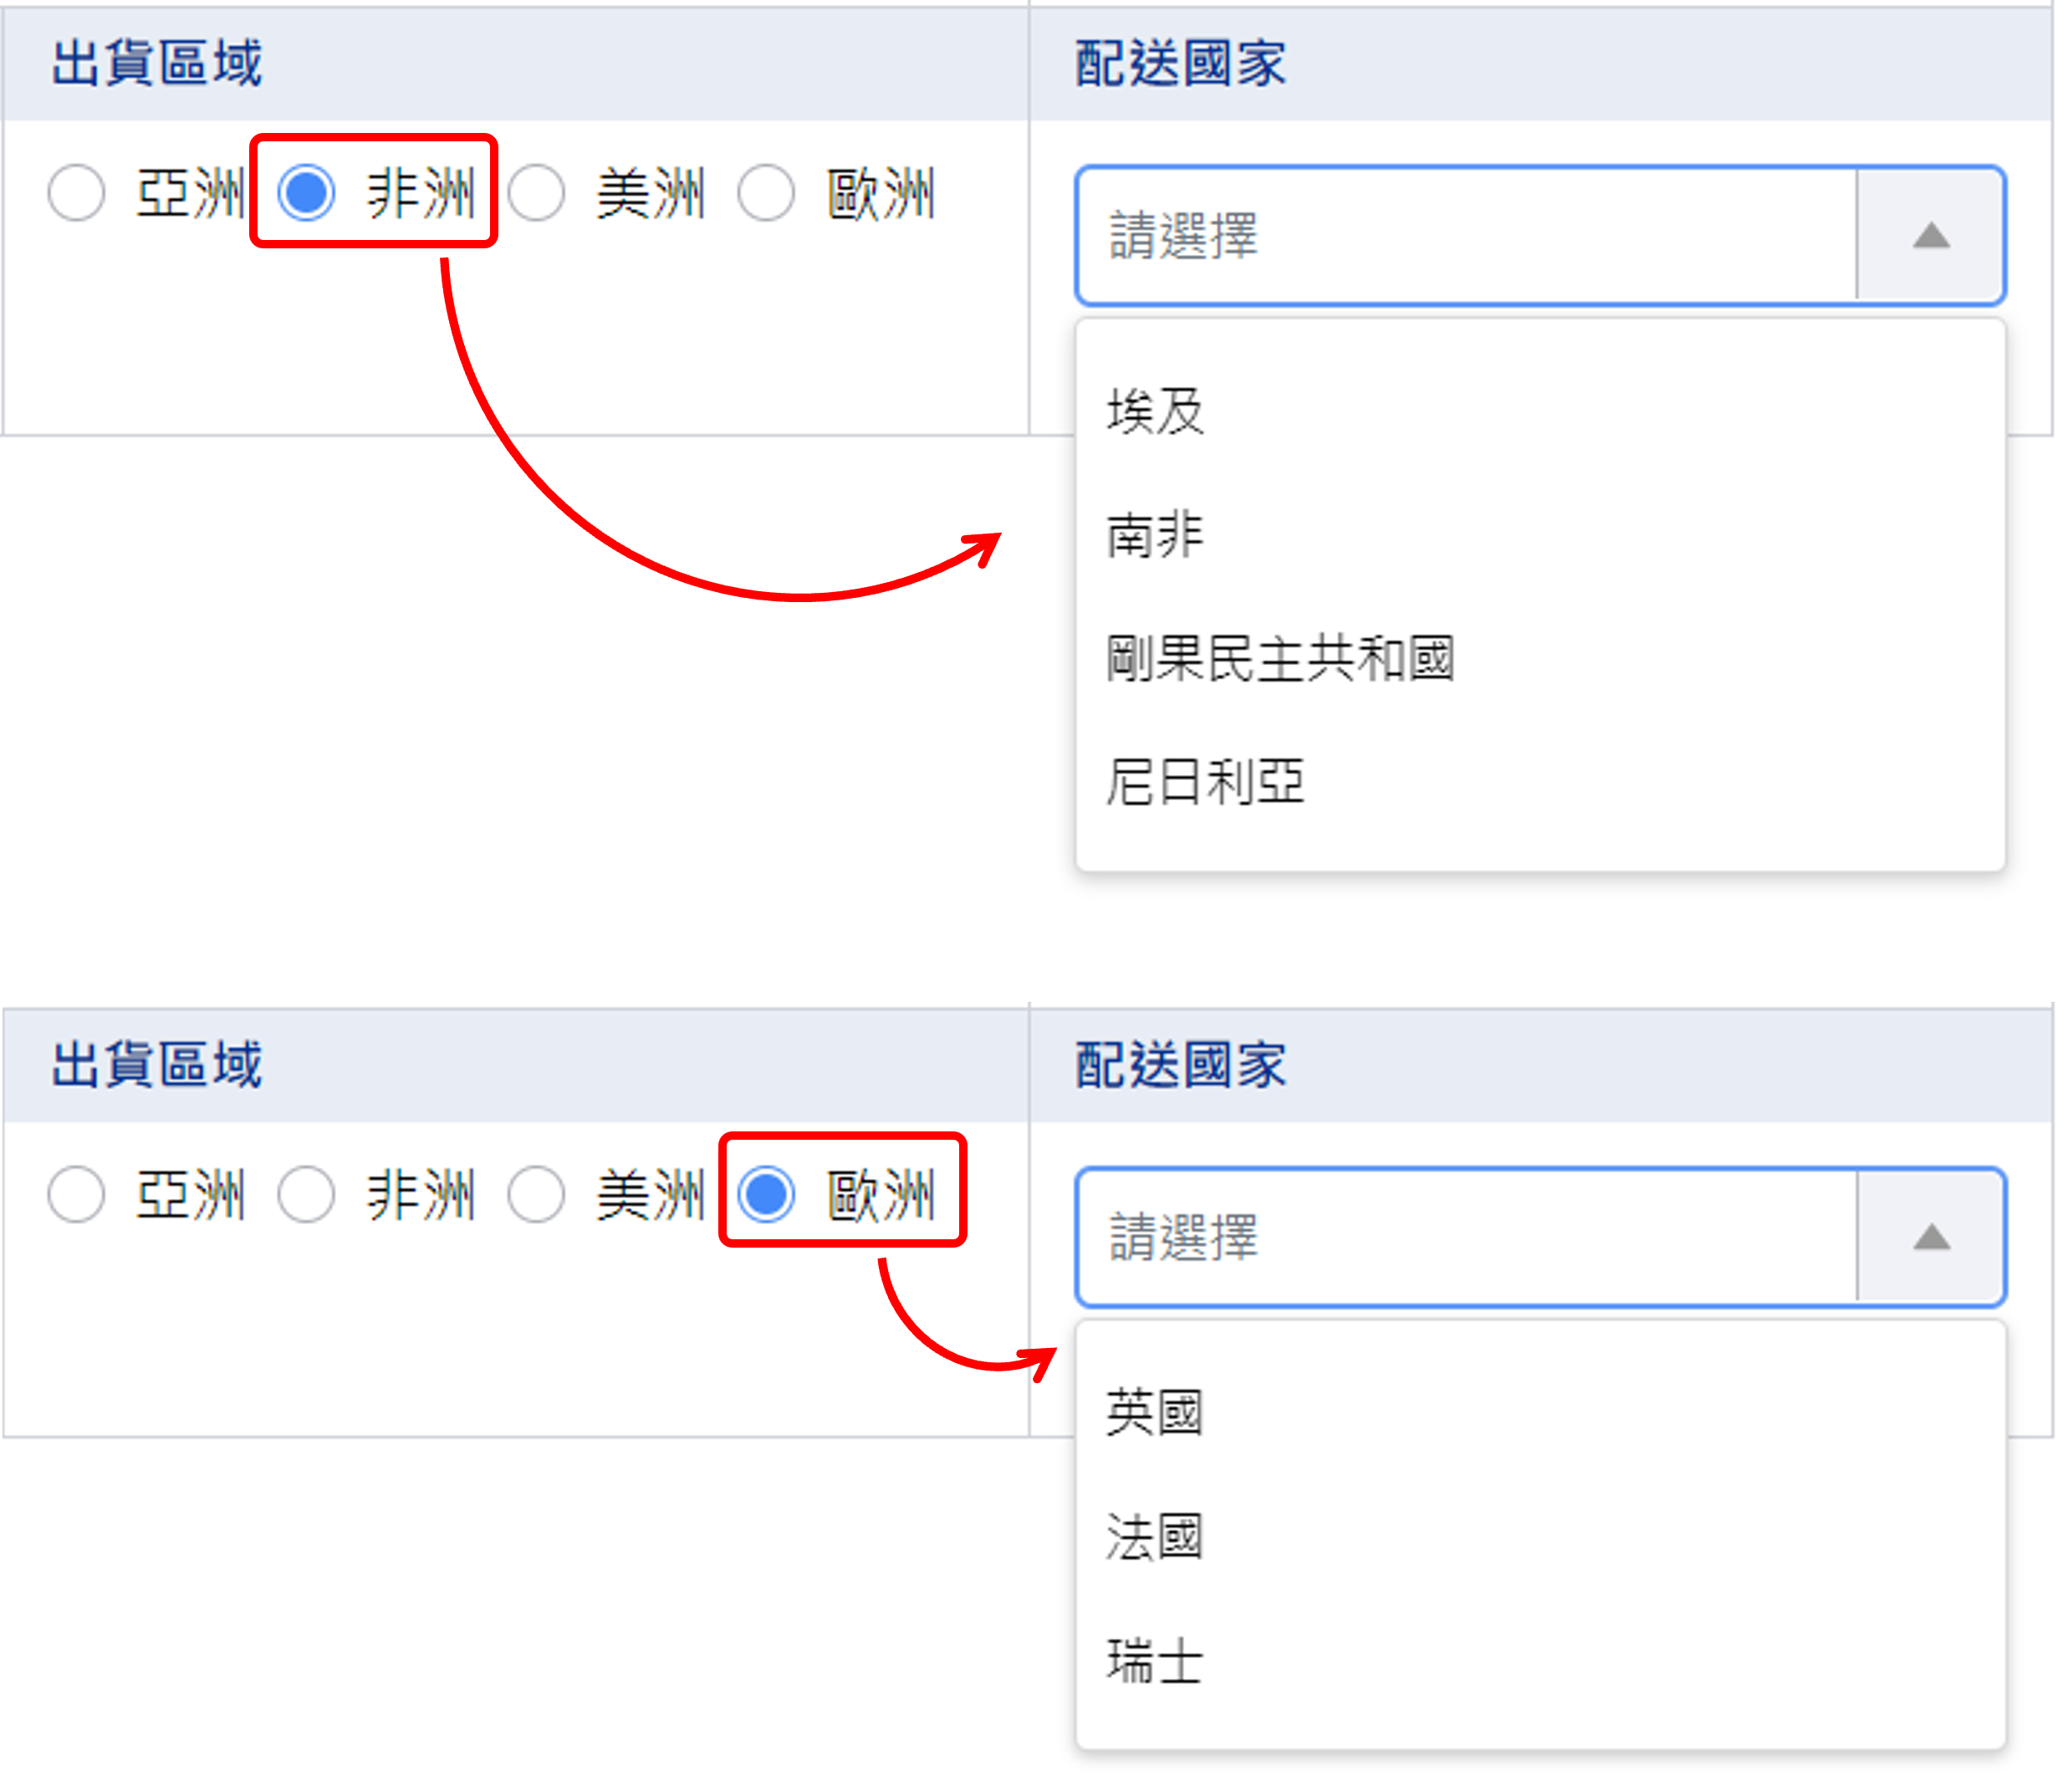 出貨區域 配送國家
亞洲 非洲 美洲 歐洲
請選擇
埃及
南非
剛果民主共和國
尼日利亞
出貨區域 配送國家
亞洲 非洲 美洲 歐洲
請選擇
英國
法國
瑞士